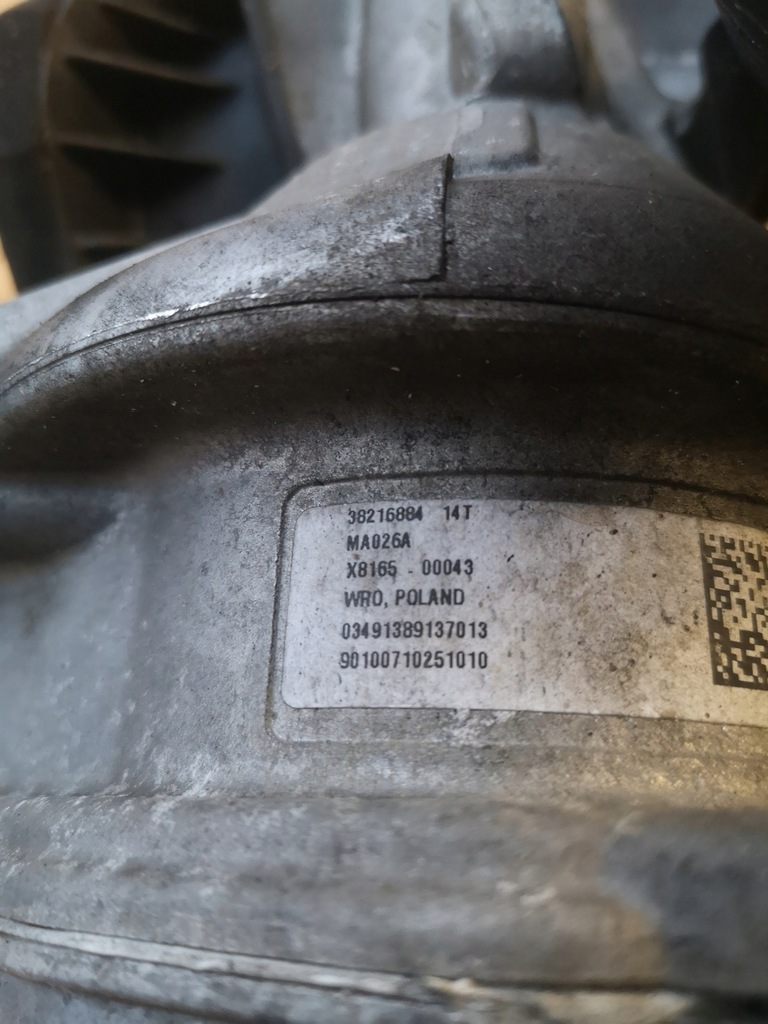 38216884 14T
MA026A
X8165 - 00043
WRO, POLAND
03491389137013
90100710251010